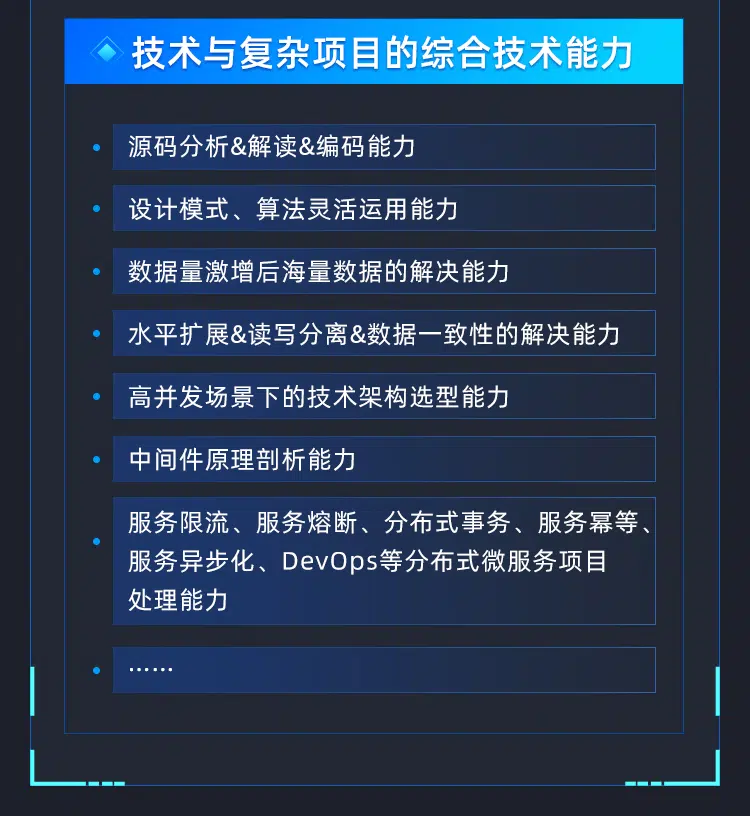 技术与复杂项目的综合技术能力
源码分析&解读&编码能力
设计模式、算法灵活运用能力
数据量激增后海量数据的解决能力
水平扩展&读写分离&数据一致性的解决能力
高并发场景下的技术架构选型能力
中间件原理剖析能力
服务限流、服务熔断、分布式事务、服务幂等、
服务异步化、DevOps等分布式微服务项目
处理能力
……